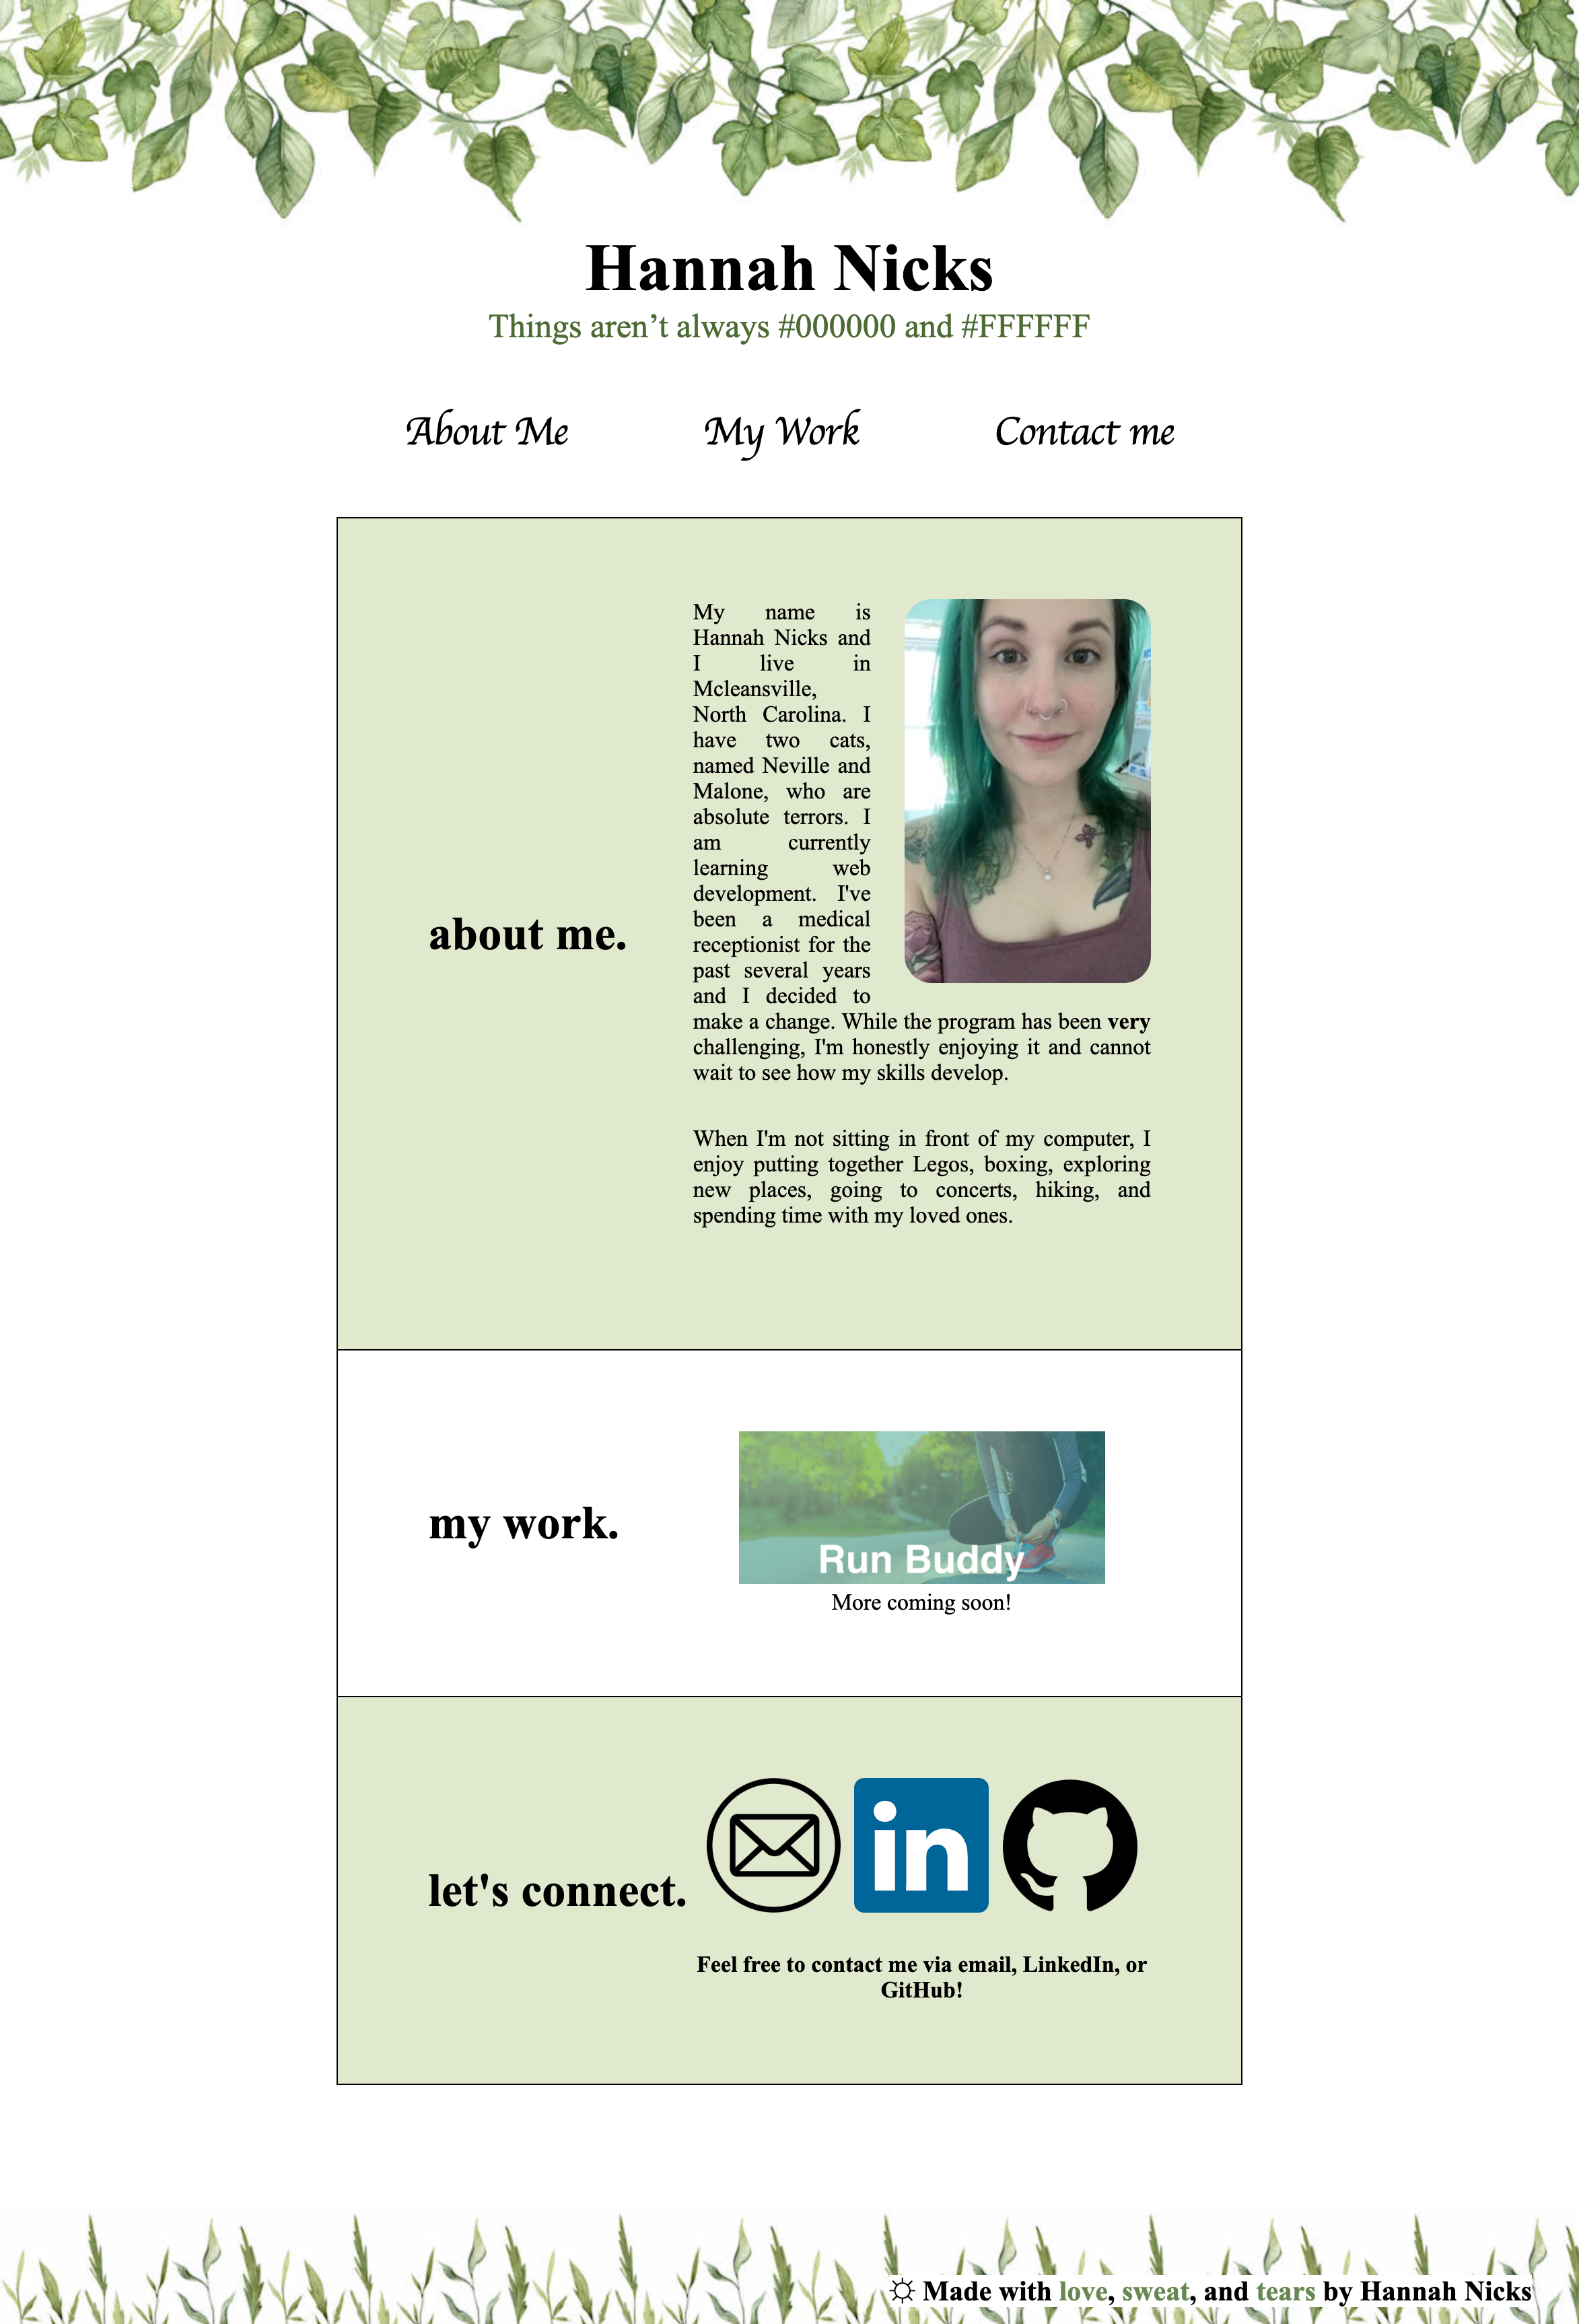 Hannah Nicks
Things aren’t always #000000 and #FFFFFF
About Me My Work Contact me
about me.
My name is
Hannah Nicks and
I live in
Mcleansville,
North Carolina. I
have two cats,
named Neville and
Malone, who are
absolute terrors. I
am currently
learning web
development. I've
been a medical
receptionist for the
past several years
and I decided to
make a change. While the program has been very
challenging, I'm honestly enjoying it and cannot
wait to see how my skills develop.
When I'm not sitting in front of my computer, I
enjoy putting together Legos, boxing, exploring
new places, going to concerts, hiking, and
spending time with my loved ones.
my work.
Run Buddy
More coming soon!
let's connect.
in
Feel free to contact me via email, LinkedIn, or
GitHub!
☼ Made with love, sweat, and tears by Hannah Nicks